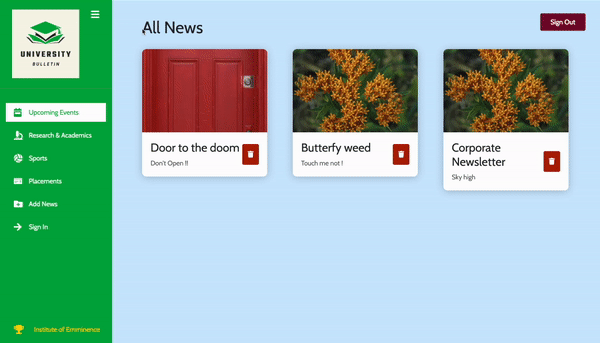 UNIVERSITY
BULLETIN
Upcoming Events
Research & Academics
Sports
Placements
Add News
Sign In
Institute of Emminence
All News
Sign Out
Door to the doom
Don't Open !!
Butterfy weed
Touch me not !
Corporate
Newsletter
Sky high